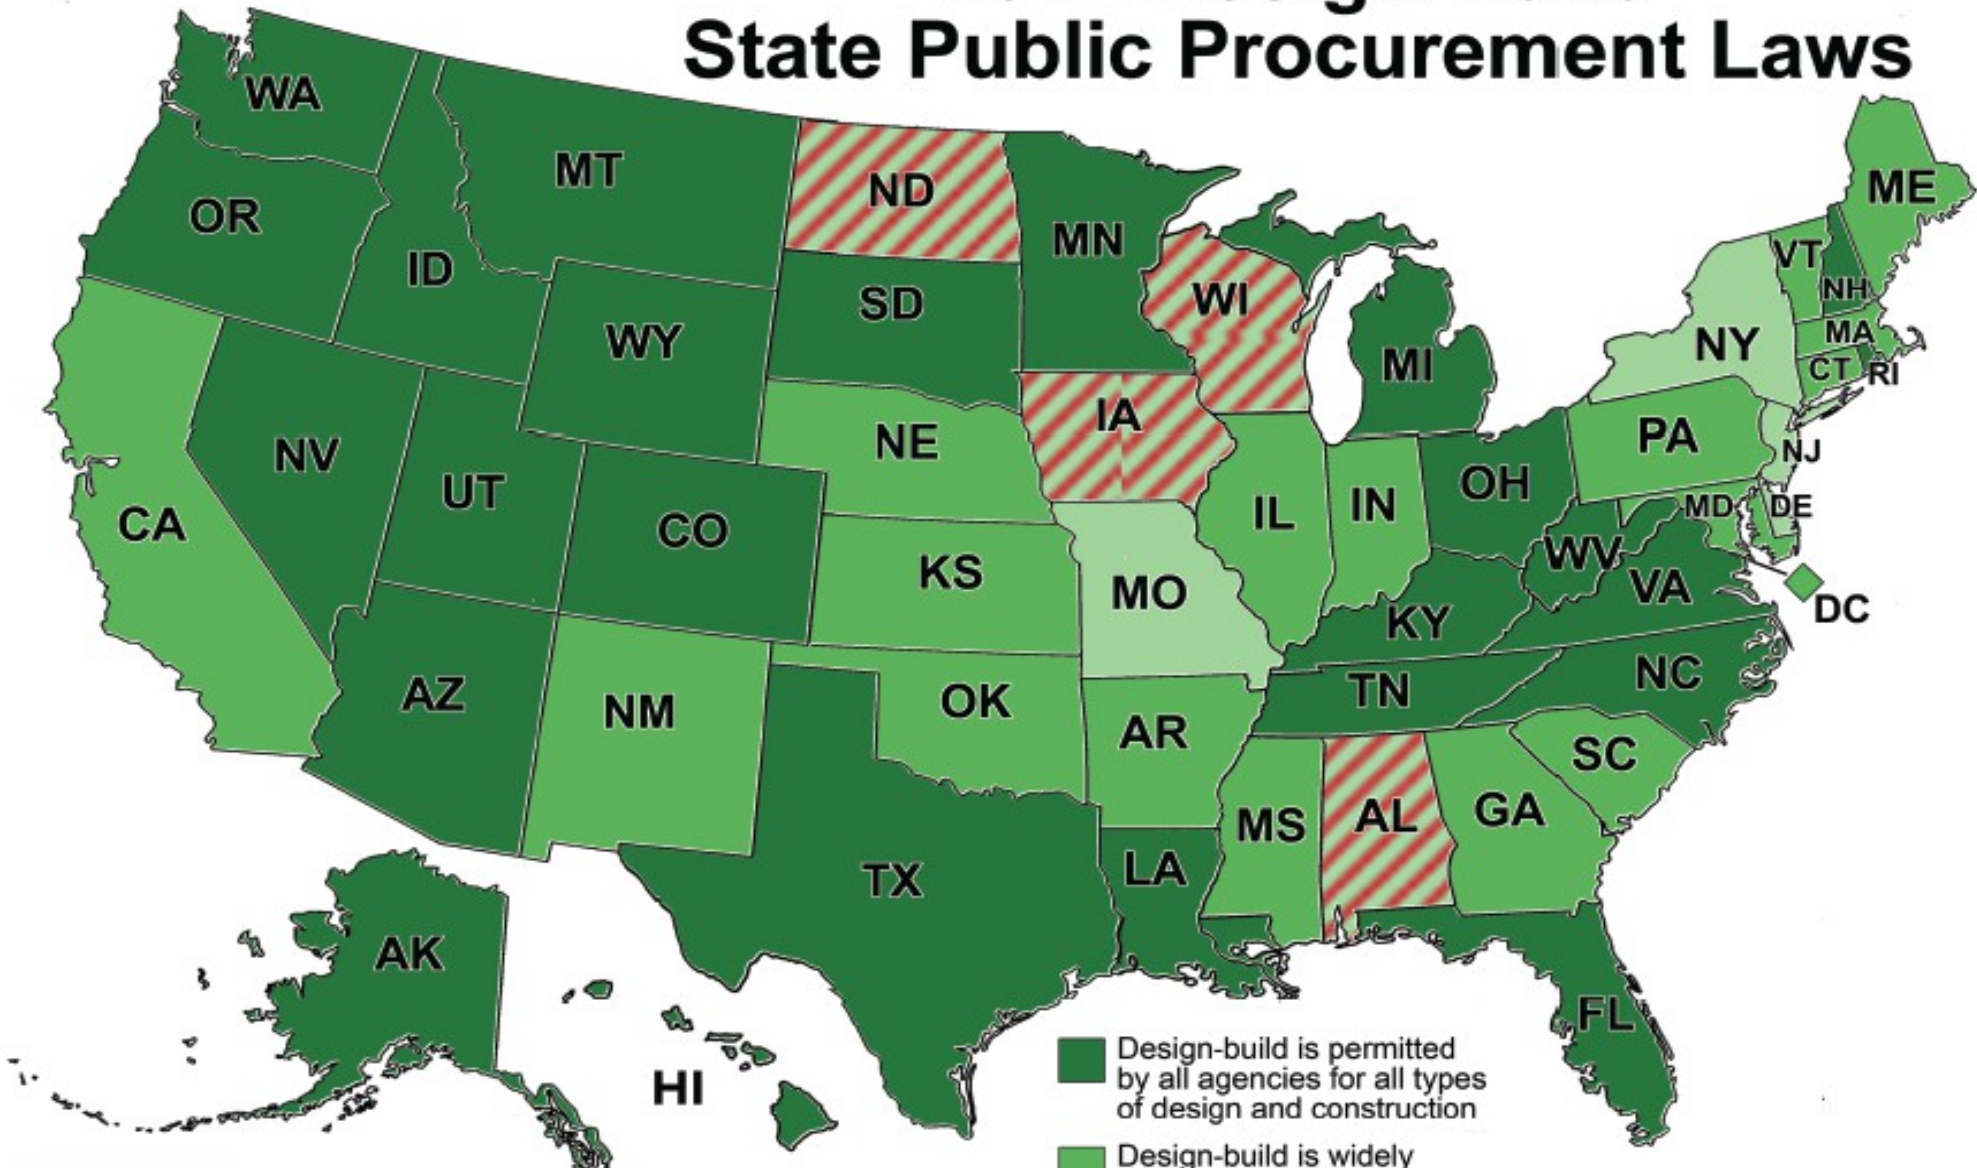 State Public Procurement Laws
WA
MT
ND
MN
ME
OR
ID
SD
WI
VT
NH
WY
MI
NY
MA
CT
RI
IA
NV
NE
PA
NJ
UT
OH
CA
CO
IL
IN
MD
DE
KS
MO
WV
VA
KY
DC
AZ
NM
OK
AR
TN
NC
SC
MS
AL
GA
TX
LA
AK
FL
HI
Design-build is permitted
by all agencies for all types
of design and construction
Design-build is widely